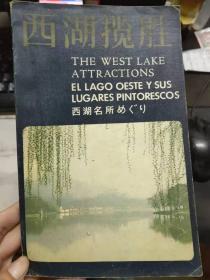 西湖揽胜
THE WEST LAKE
ATTRACTIONS
EL LAGO OESTE Y SUS
LUGARES PINTORESCOS
西湖名所めぐり